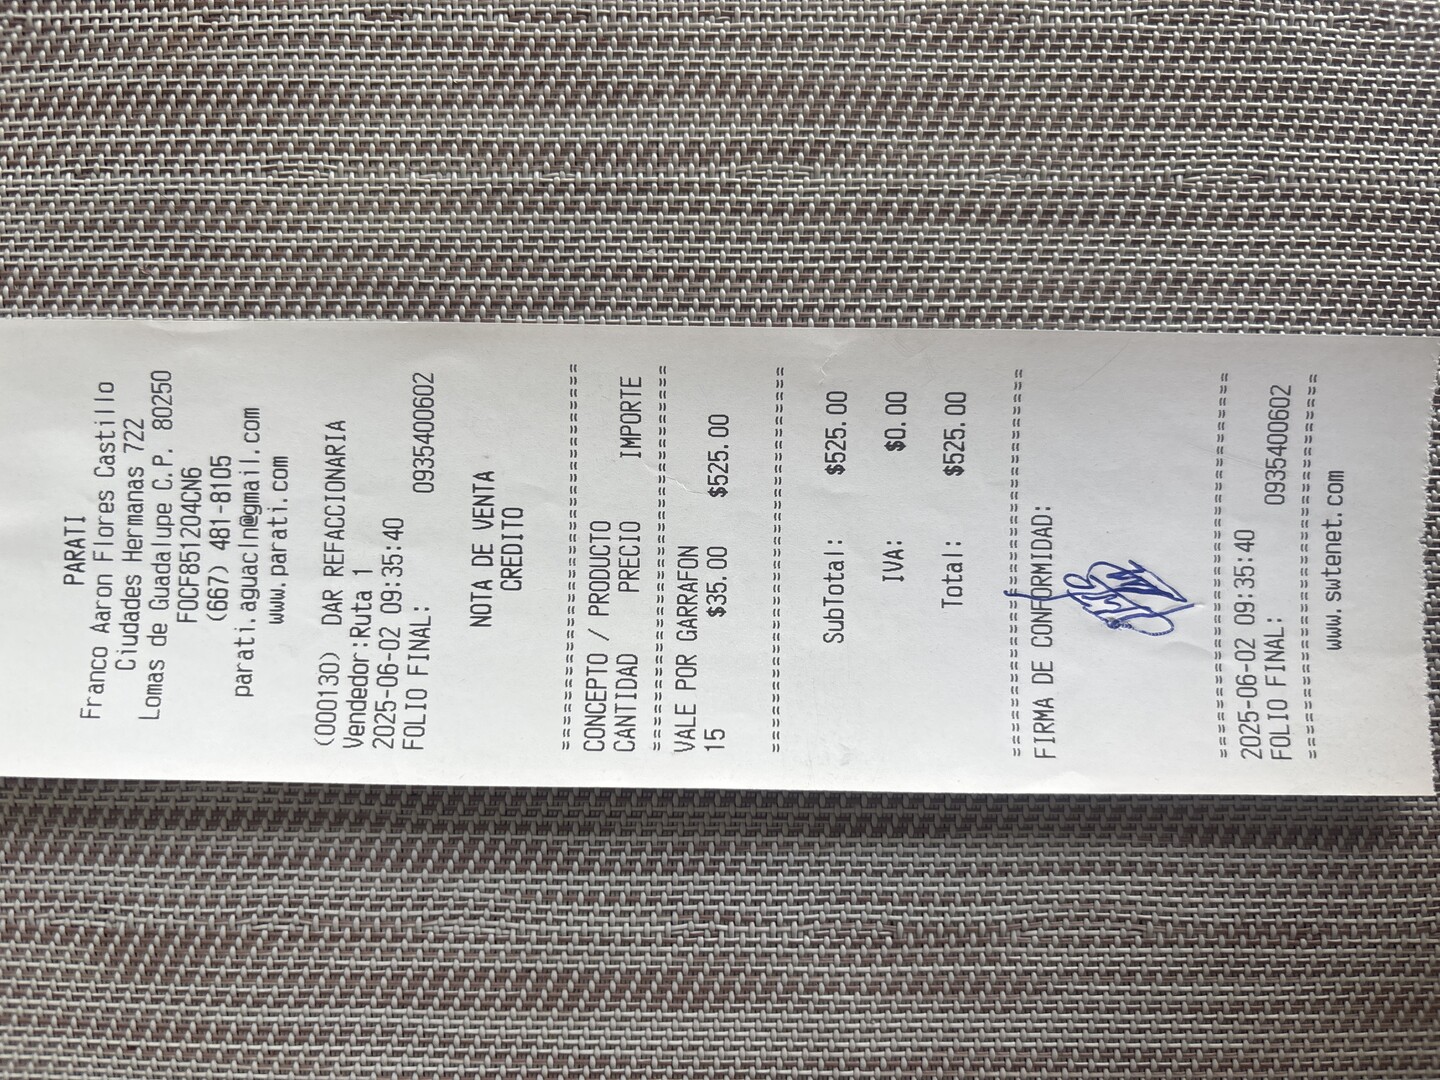 PARATI
Franco Aaron Flores Castillo
Ciudades Hermanas 722
Lomas de Guadalupe C.P. 80250
FOCF851204CN6
(667) 481-8105
parati.aguacln@gmail.com
www.parati.com
(000130) DAR REFACCIONARIA
Vendedor:Ruta 1
2025-06-02 09:35:40
FOLIO FINAL: 0935400602
NOTA DE VENTA
CREDITO
================================
CONCEPTO / PRODUCTO
CANTIDAD PRECIO IMPORTE
================================
VALE POR GARRAFON
15 $35.00 $525.00
================================
SubTotal: $525.00
IVA: $0.00
Total: $525.00
================================
FIRMA DE CONFORMIDAD:
================================
2025-06-02 09:35:40
FOLIO FINAL: 0935400602
================================
www.swtenet.com